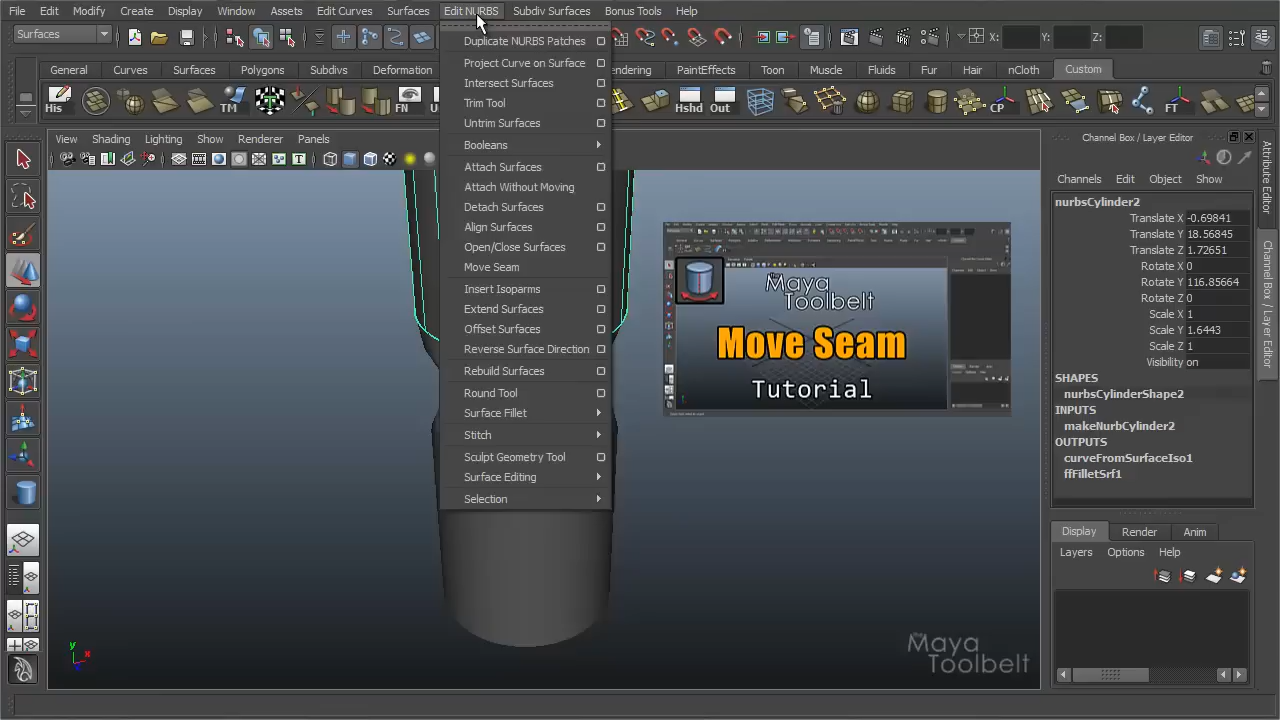 File Edit Modify Create Display Window Assets Edit Curves Surfaces Edit NURBS Subdiv Surfaces Bonus Tools Help
Surfaces X: Y: Z:
General Curves Surfaces Polygons Subdivs Deformation endering PaintEffects Toon Muscle Fluids Fur Hair nCloth Custom
His TM FN U Hshd Out CP FT
View Shading Lighting Show Renderer Panels
Duplicate NURBS Patches
Project Curve on Surface
Intersect Surfaces
Trim Tool
Untrim Surfaces
Booleans
Attach Surfaces
Attach Without Moving
Detach Surfaces
Align Surfaces
Open/Close Surfaces
Move Seam
Insert Isoparms
Extend Surfaces
Offset Surfaces
Reverse Surface Direction
Rebuild Surfaces
Round Tool
Surface Fillet
Stitch
Sculpt Geometry Tool
Surface Editing
Selection
the Maya
Toolbelt
Move Seam
Tutorial
Channel Box / Layer Editor
Channels Edit Object Show
nurbsCylinder2
Translate X -0.69841
Translate Y 18.56845
Translate Z 1.72651
Rotate X 0
Rotate Y 116.85664
Rotate Z 0
Scale X 1
Scale Y 1.6443
Scale Z 1
Visibility on
SHAPES
nurbsCylinderShape2
INPUTS
makeNurbCylinder2
OUTPUTS
curveFromSurfaceIso1
ffFilletSrf1
Display Render Anim
Layers Options Help
Attribute Editor
Channel Box / Layer Editor
y
x
the Maya
Toolbelt